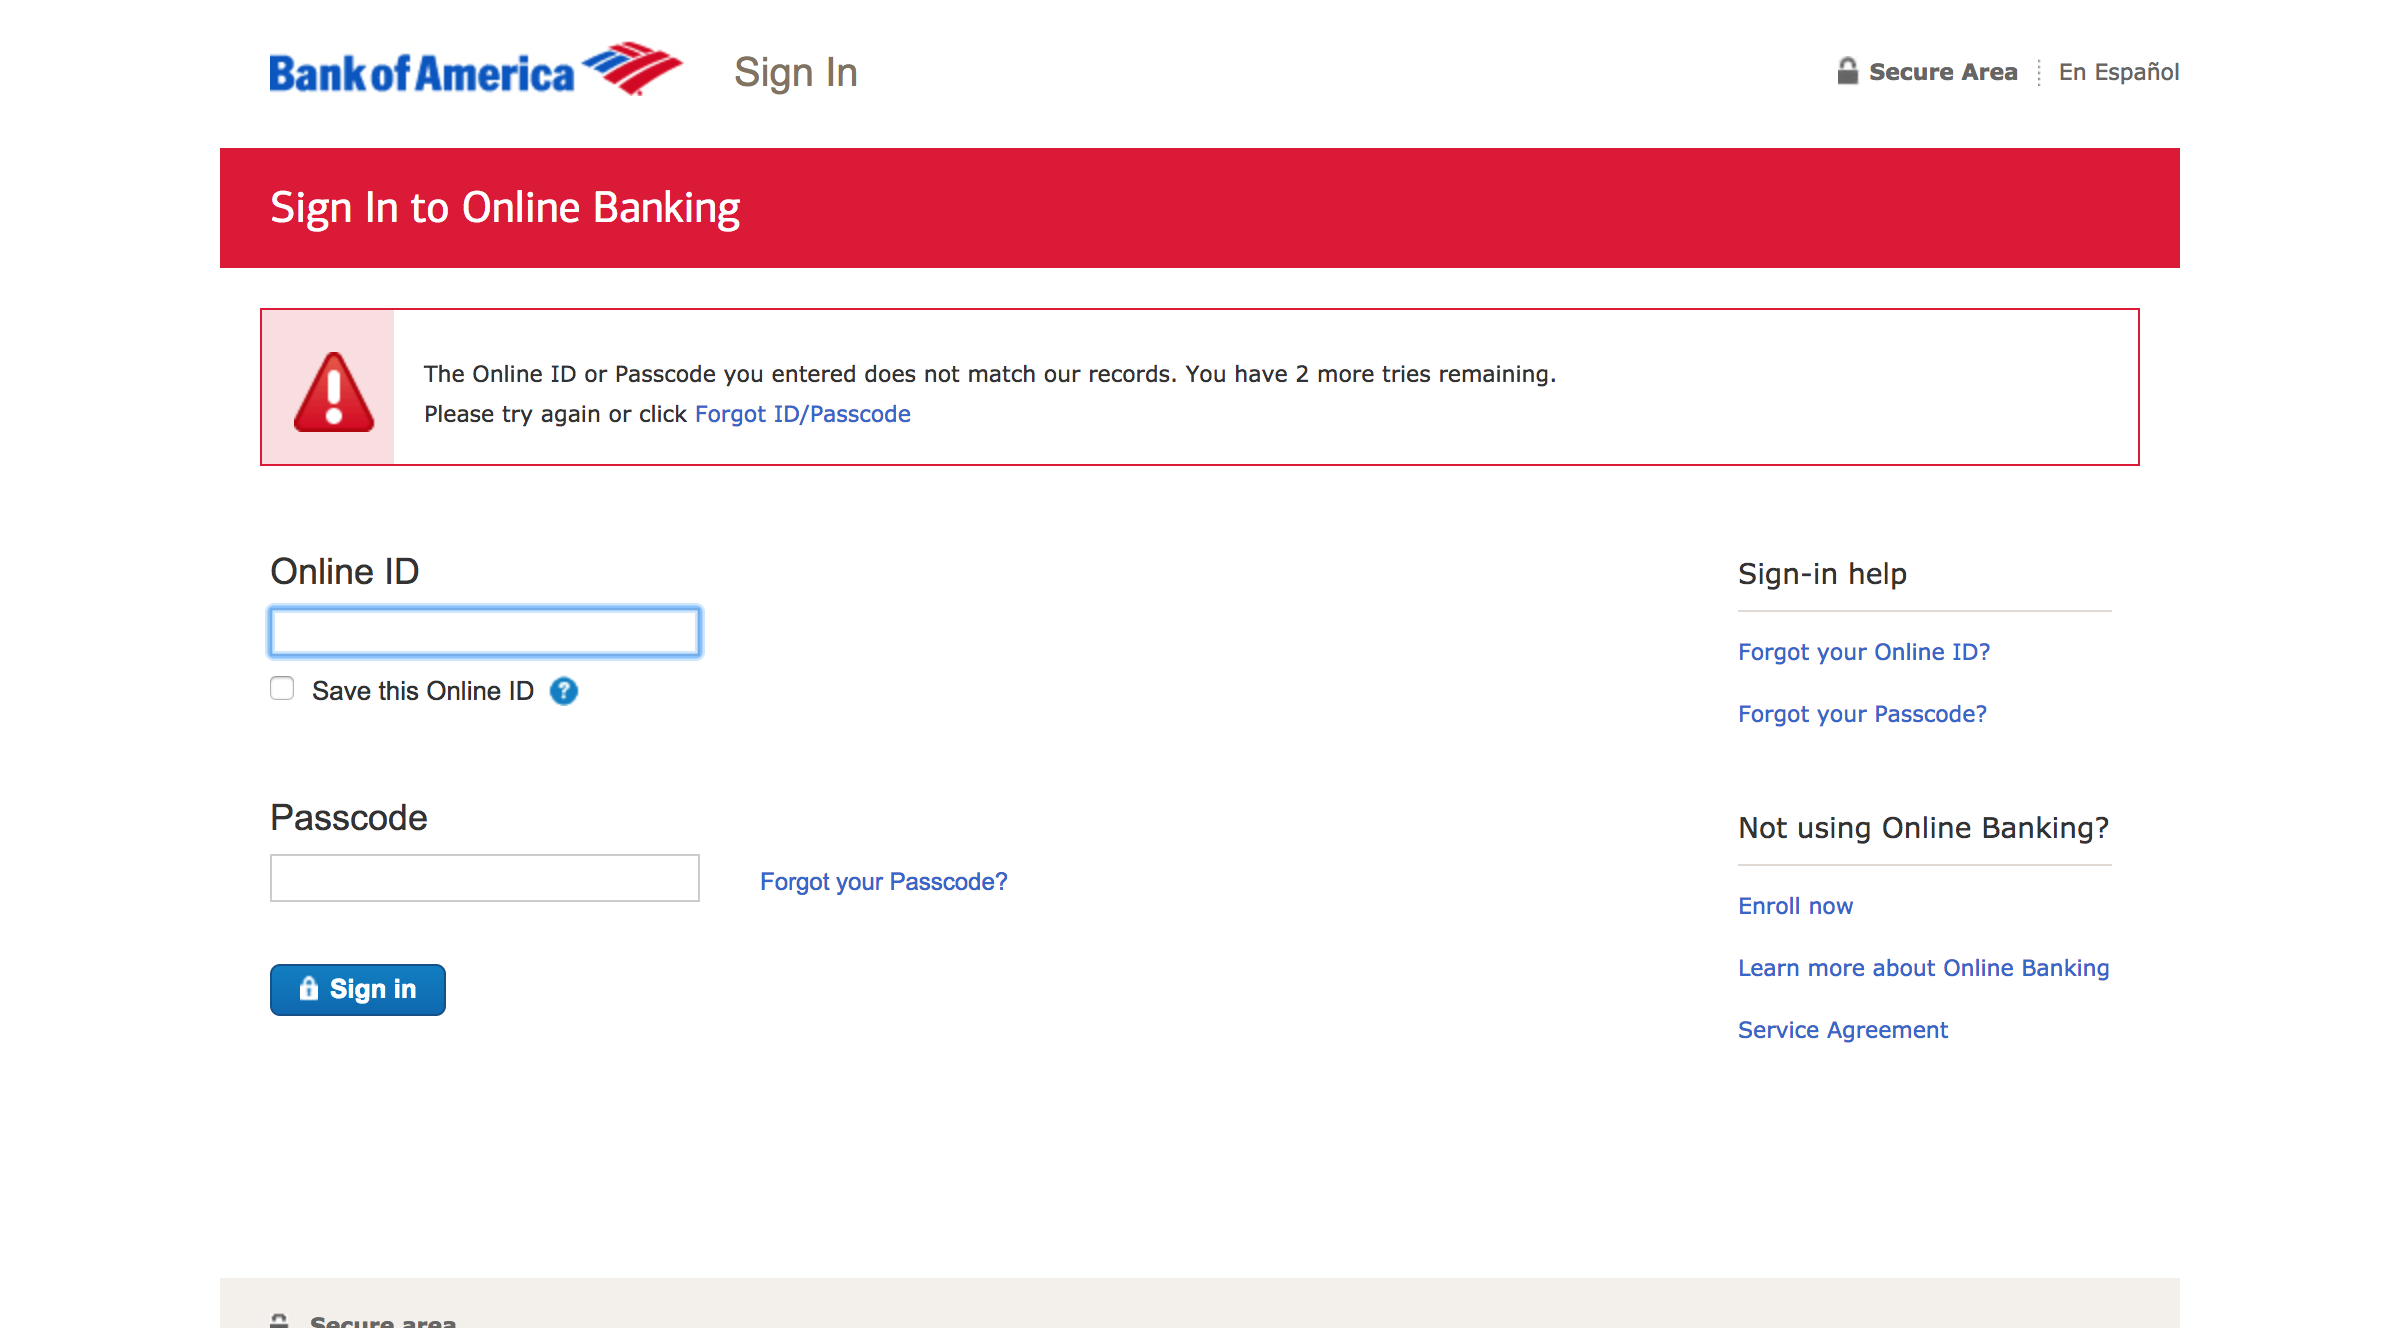 Bank of America
Sign In
Secure Area
En Español
Sign In to Online Banking
The Online ID or Passcode you entered does not match our records. You have 2 more tries remaining.
Please try again or click Forgot ID/Passcode
Online ID
Save this Online ID ?
Passcode
Forgot your Passcode?
Sign in
Sign-in help
Forgot your Online ID?
Forgot your Passcode?
Not using Online Banking?
Enroll now
Learn more about Online Banking
Service Agreement
Secure area